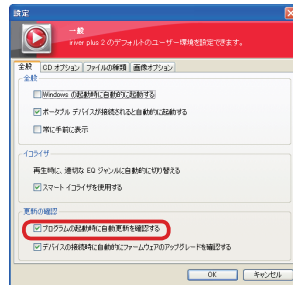 設定
一般
iriver plus 2 のデフォルトのユーザー環境を設定できます。
全般 CD オプション ファイルの種類 画像オプション
全般
Windows の起動時に自動的に起動する
ポータブル デバイスが接続されると自動的に起動する
常に手前に表示
イコライザ
再生時に、適切な EQ ジャンルに自動的に切り替える
スマート イコライザを使用する
更新の確認
プログラムの起動時に自動更新を確認する
デバイスの接続時に自動的にファームウェアのアップグレードを確認する
OK キャンセル